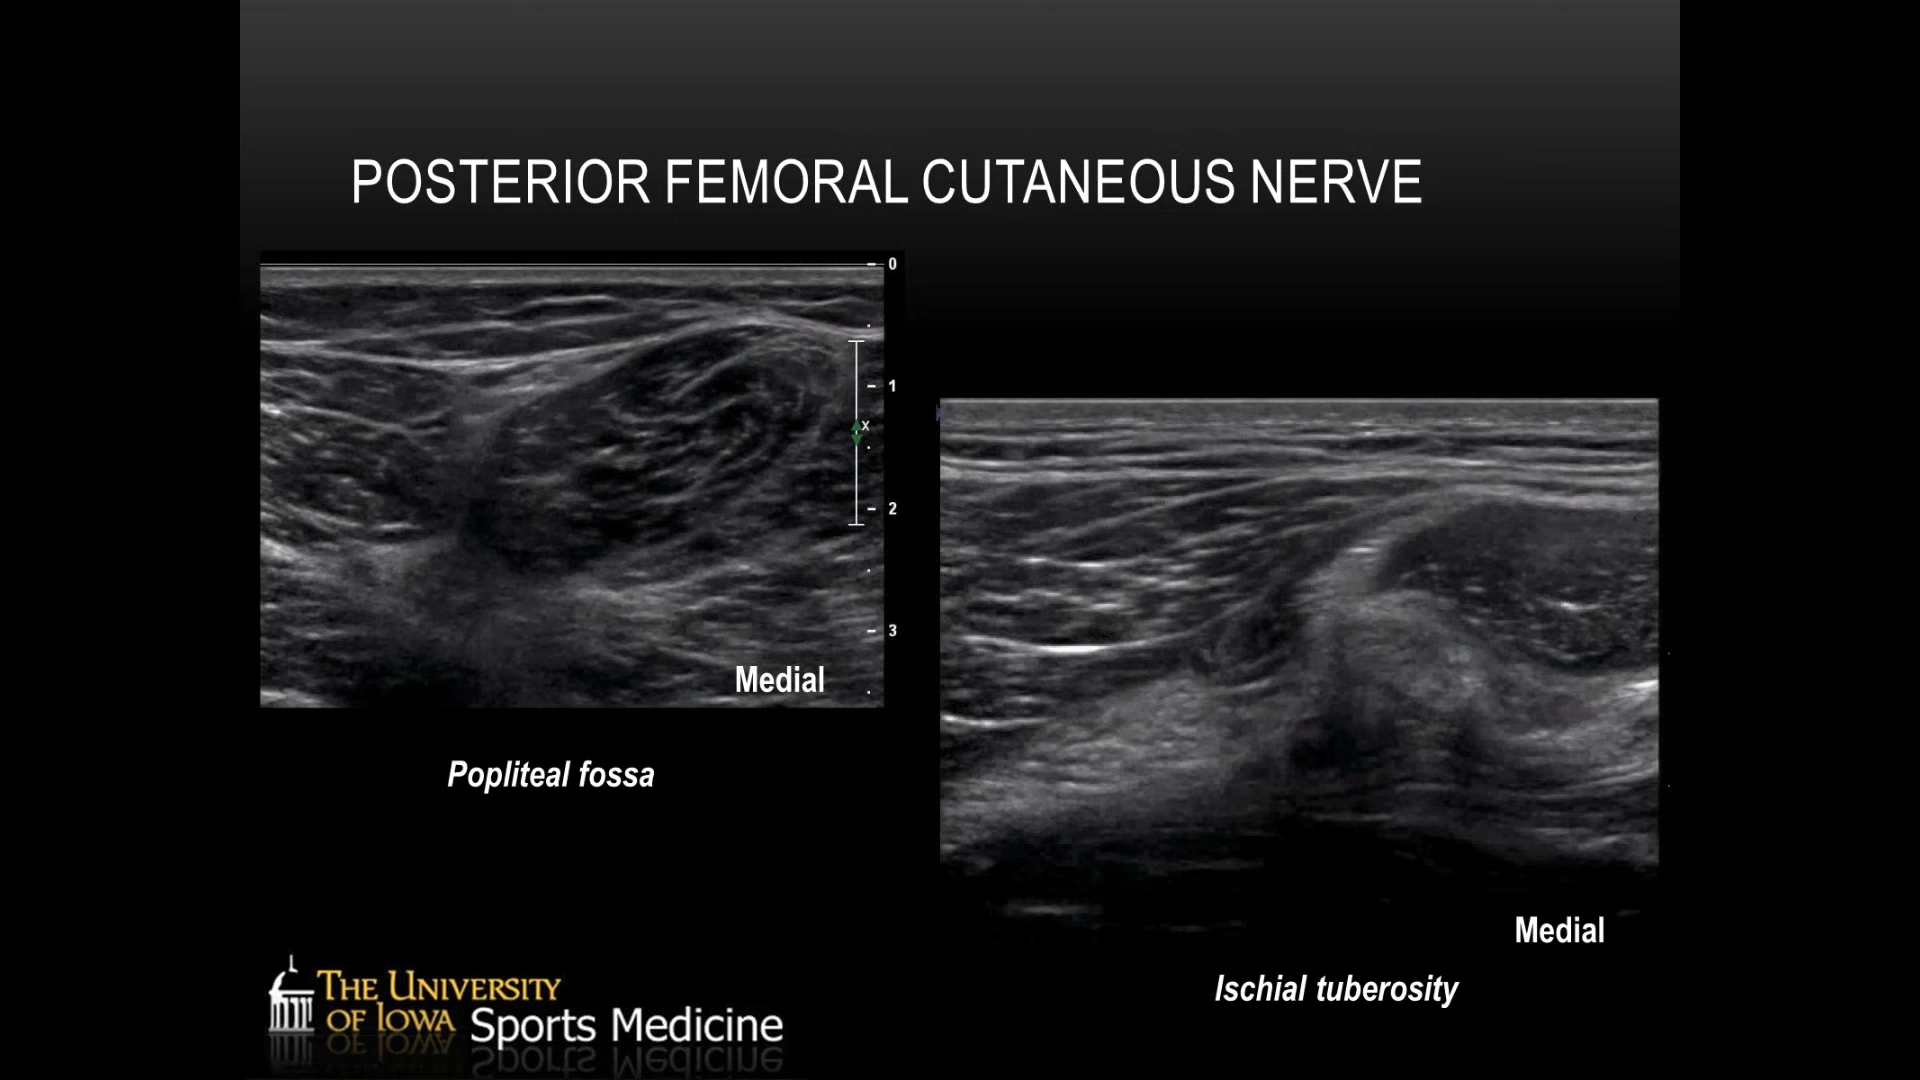 POSTERIOR FEMORAL CUTANEOUS NERVE
0
1
x
2
3
Medial
Popliteal fossa
Medial
Ischial tuberosity
THE UNIVERSITY
OF IOWA Sports Medicine